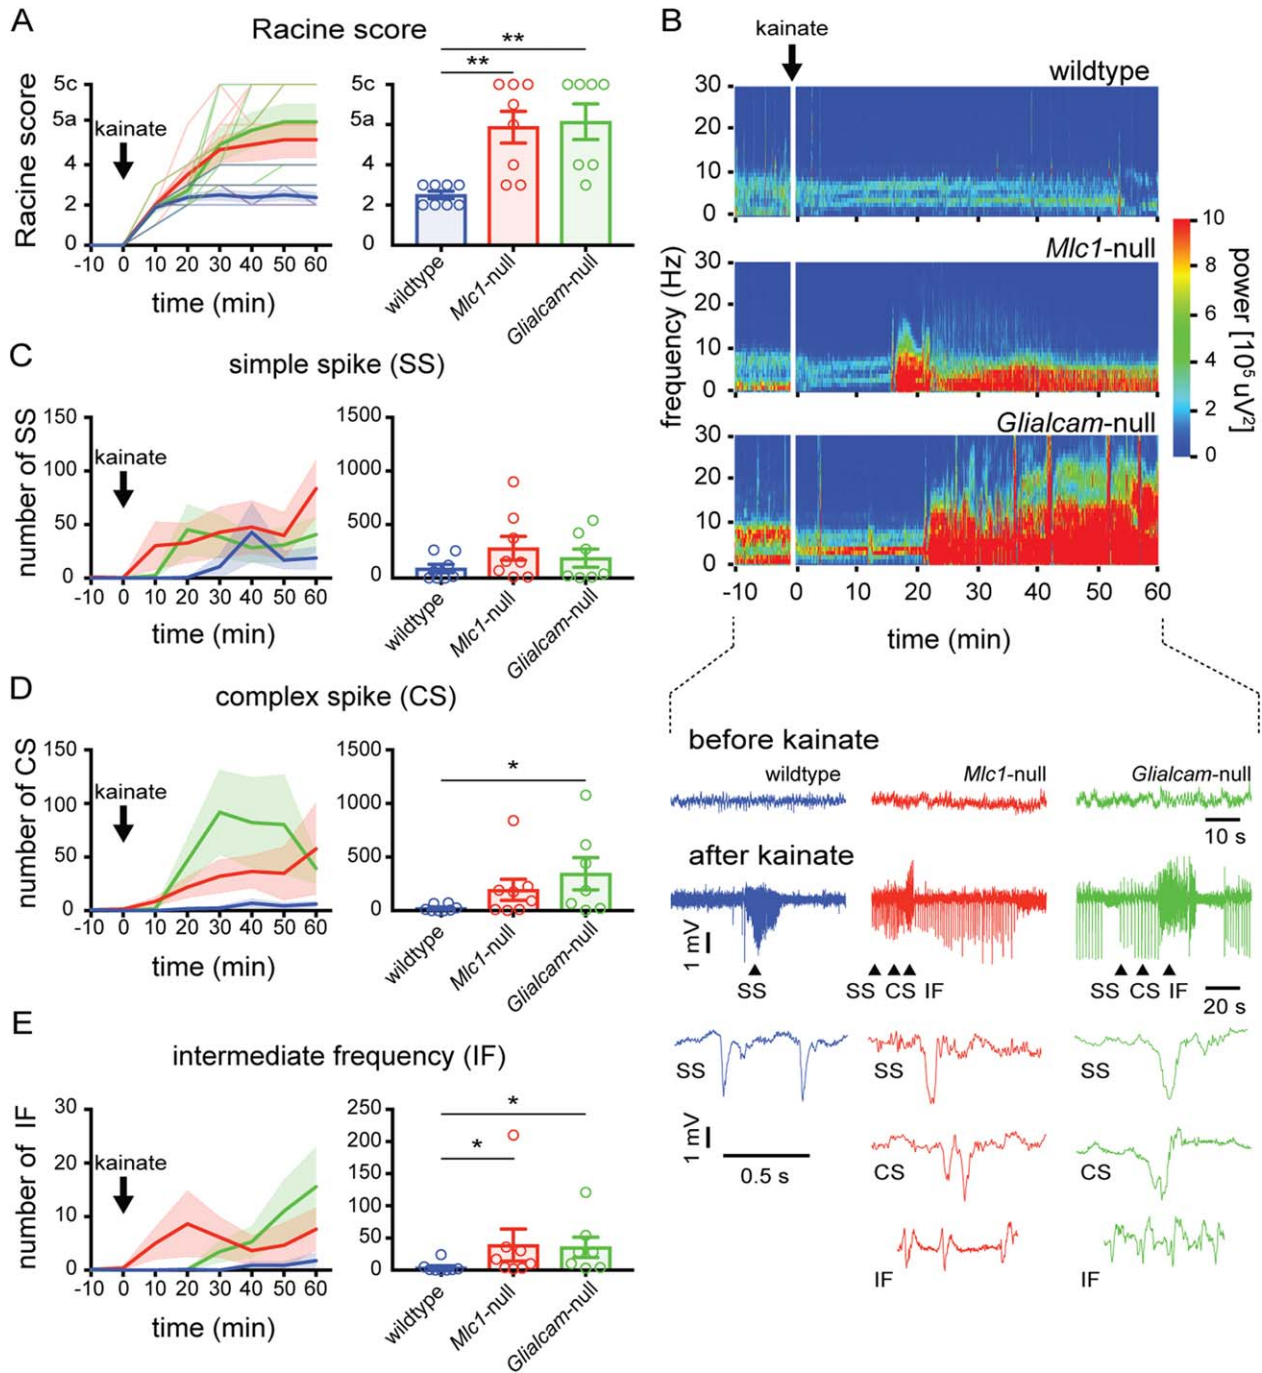 A
Racine score
Racine score
5c
5a
4
2
0
kainate
-10 0 10 20 30 40 50 60
time (min)
5c
5a
4
2
0
**
**
wildtype
Mlc1-null
Glialcam-null
B
kainate
wildtype
30
20
10
0
Mlc1-null
30
20
10
0
Glialcam-null
30
20
10
0
frequency (Hz)
-10 0 10 20 30 40 50 60
time (min)
10
8
6
4
2
0
power [10⁵ uV²]
before kainate
wildtype
Mlc1-null
Glialcam-null
10 s
after kainate
1 mV
SS
SS CS IF
SS CS IF
20 s
SS
SS
SS
1 mV
0.5 s
CS
CS
IF
IF
C
simple spike (SS)
number of SS
150
100
50
0
kainate
-10 0 10 20 30 40 50 60
time (min)
1500
1000
500
0
wildtype
Mlc1-null
Glialcam-null
D
complex spike (CS)
number of CS
150
100
50
0
kainate
-10 0 10 20 30 40 50 60
time (min)
1500
1000
500
0
*
wildtype
Mlc1-null
Glialcam-null
E
intermediate frequency (IF)
number of IF
30
20
10
0
kainate
-10 0 10 20 30 40 50 60
time (min)
250
200
150
100
50
0
*
*
wildtype
Mlc1-null
Glialcam-null